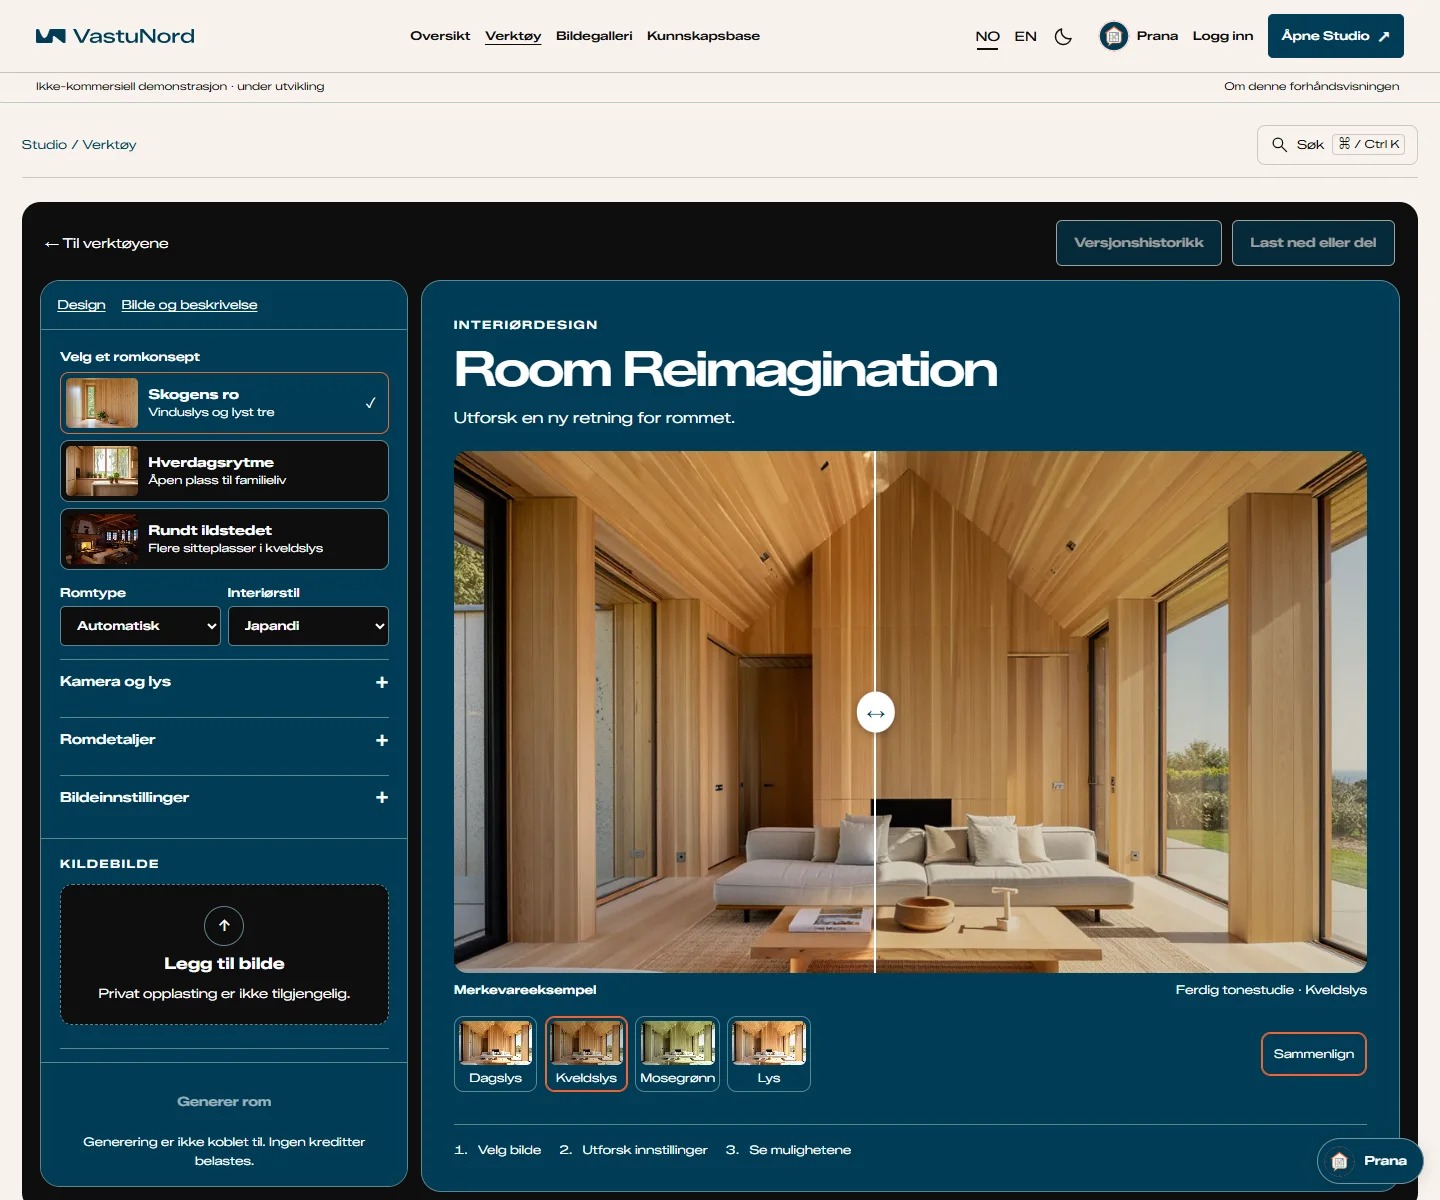 VastuNord
Oversikt Verktøy Bildegalleri Kunnskapsbase
NO EN
Prana Logg inn Åpne Studio ↗
Ikke-kommersiell demonstrasjon · under utvikling
Om denne forhåndsvisningen
Studio / Verktøy
Søk ⌘ / Ctrl K
← Til verktøyene
Versjonshistorikk
Last ned eller del
Design Bilde og beskrivelse
Velg et romkonsept
Skogens ro
Vinduslys og lyst tre
✓
Hverdagsrytme
Åpen plass til familieliv
Rundt ildstedet
Flere sitteplasser i kveldslys
Romtype Interiørstil
Automatisk Japandi
Kamera og lys +
Romdetaljer +
Bildeinnstillinger +
KILDEBILDE
↑
Legg til bilde
Privat opplasting er ikke tilgjengelig.
Generer rom
Generering er ikke koblet til. Ingen kreditter
belastes.
INTERIØRDESIGN
Room Reimagination
Utforsk en ny retning for rommet.
↔
Merkevareeksempel
Ferdig tonestudie · Kveldslys
Dagslys Kveldslys Mosegrønn Lys
Sammenlign
1. Velg bilde 2. Utforsk innstillinger 3. Se mulighetene
Prana